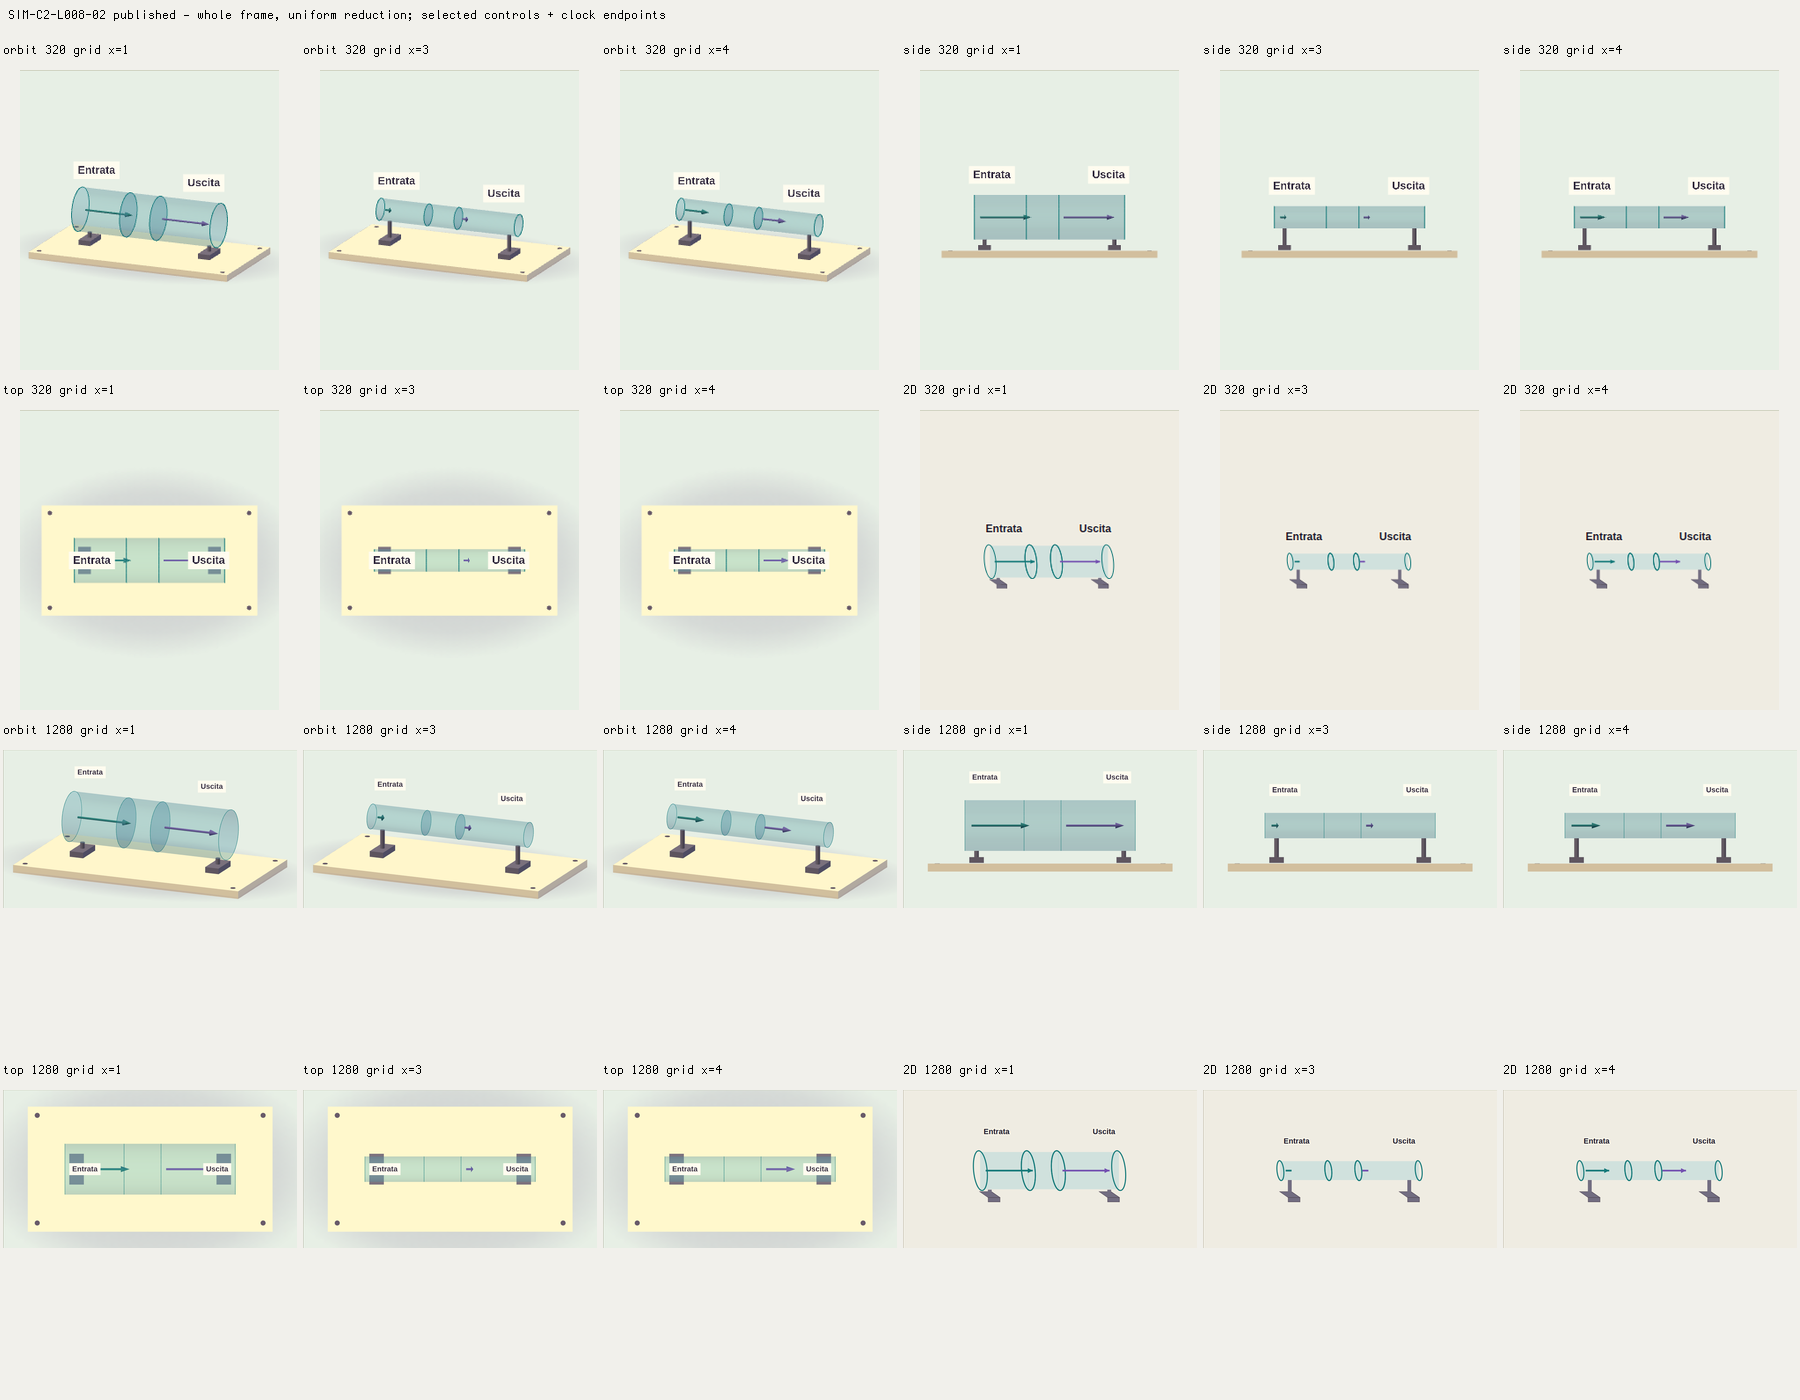 SIM-C2-L008-02 published — whole frame, uniform reduction; selected controls + clock endpoints
orbit 320 grid x=1
orbit 320 grid x=3
orbit 320 grid x=4
side 320 grid x=1
side 320 grid x=3
side 320 grid x=4
Entrata
Uscita
Entrata
Uscita
Entrata
Uscita
Entrata
Uscita
Entrata
Uscita
Entrata
Uscita
top 320 grid x=1
top 320 grid x=3
top 320 grid x=4
2D 320 grid x=1
2D 320 grid x=3
2D 320 grid x=4
Entrata
Uscita
Entrata
Uscita
Entrata
Uscita
Entrata
Uscita
Entrata
Uscita
Entrata
Uscita
orbit 1280 grid x=1
orbit 1280 grid x=3
orbit 1280 grid x=4
side 1280 grid x=1
side 1280 grid x=3
side 1280 grid x=4
Entrata
Uscita
Entrata
Uscita
Entrata
Uscita
Entrata
Uscita
Entrata
Uscita
Entrata
Uscita
top 1280 grid x=1
top 1280 grid x=3
top 1280 grid x=4
2D 1280 grid x=1
2D 1280 grid x=3
2D 1280 grid x=4
Entrata
Uscita
Entrata
Uscita
Entrata
Uscita
Entrata
Uscita
Entrata
Uscita
Entrata
Uscita